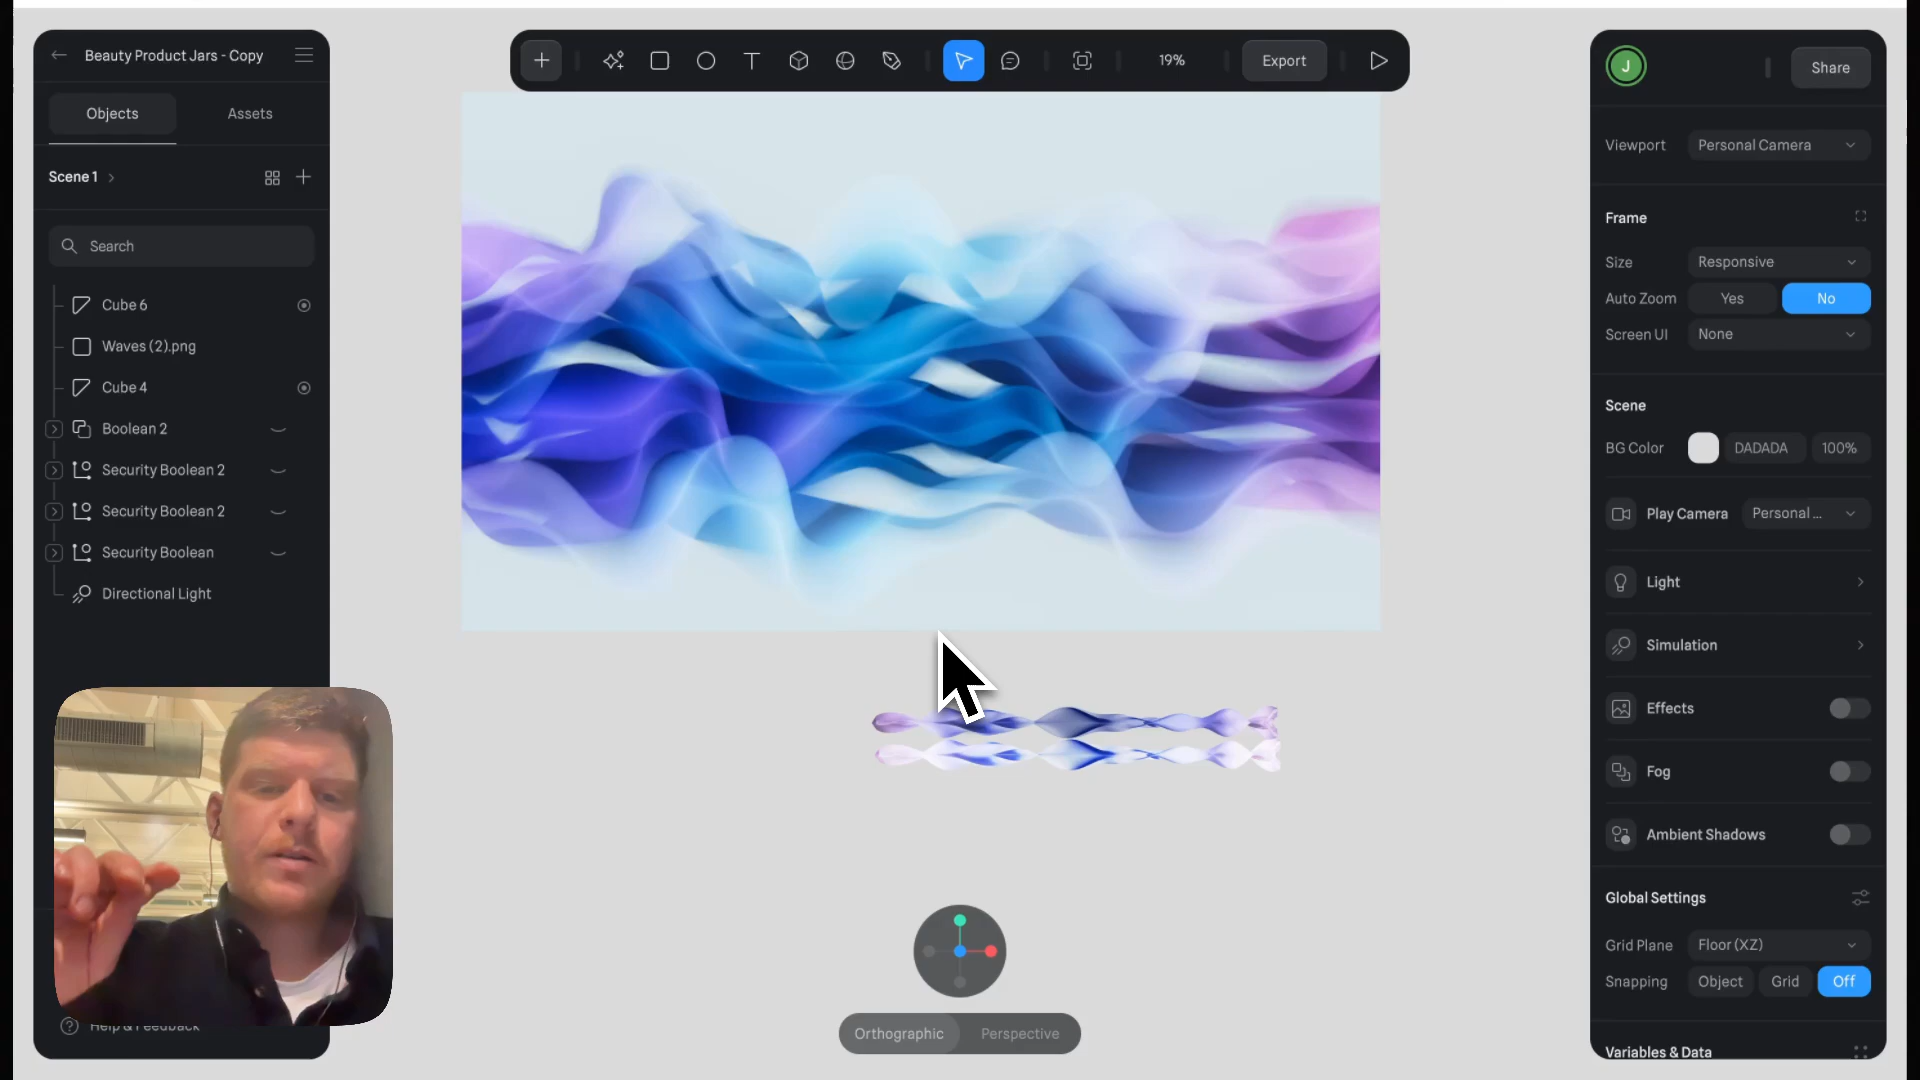 Beauty Product Jars - Copy
Objects
Assets
Scene 1
Search
Cube 6
Waves (2).png
Cube 4
Boolean 2
Security Boolean 2
Security Boolean 2
Security Boolean
Directional Light
Help & Feedback
T
19%
Export
Orthographic
Perspective
J
Share
Viewport
Personal Camera
Frame
Size
Responsive
Auto Zoom
Yes
No
Screen UI
None
Scene
BG Color
DADADA
100%
Play Camera
Personal ...
Light
Simulation
Effects
Fog
Ambient Shadows
Global Settings
Grid Plane
Floor (XZ)
Snapping
Object
Grid
Off
Variables & Data